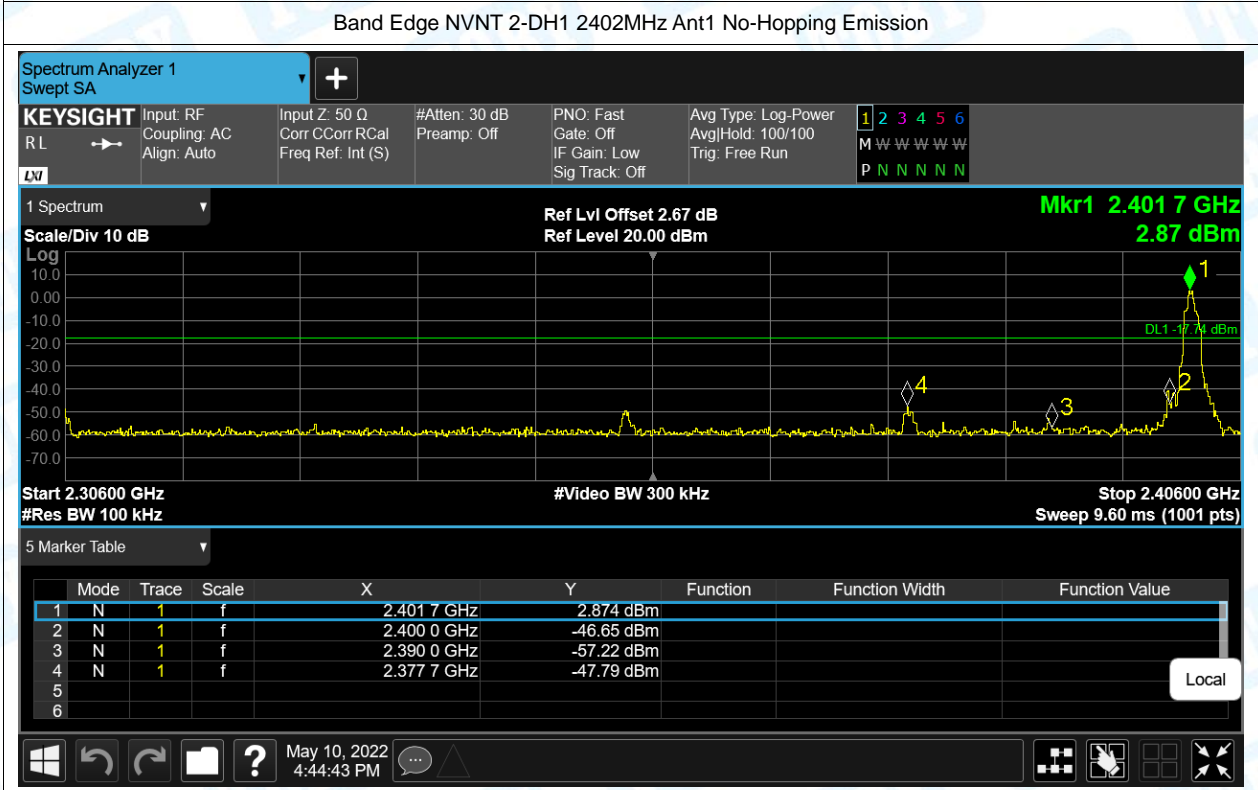 Band Edge NVNT 2-DH1 2402MHz Ant1 No-Hopping Emission
Spectrum Analyzer 1
Swept SA
+
KEYSIGHT
RL
LXI
Input: RF
Coupling: AC
Align: Auto
Input Z: 50 Ω
Corr CCorr RCal
Freq Ref: Int (S)
#Atten: 30 dB
Preamp: Off
PNO: Fast
Gate: Off
IF Gain: Low
Sig Track: Off
Avg Type: Log-Power
Avg|Hold: 100/100
Trig: Free Run
1 2 3 4 5 6
M W W W W W
P N N N N N
1 Spectrum
Scale/Div 10 dB
Ref Lvl Offset 2.67 dB
Ref Level 20.00 dBm
Mkr1 2.401 7 GHz
2.87 dBm
Log
10.0
0.00
-10.0
-20.0
-30.0
-40.0
-50.0
-60.0
-70.0
1
DL1 -17.74 dBm
4
2
3
Start 2.30600 GHz
#Res BW 100 kHz
#Video BW 300 kHz
Stop 2.40600 GHz
Sweep 9.60 ms (1001 pts)
5 Marker Table
Mode Trace Scale X Y Function Function Width Function Value
1 N 1 f 2.401 7 GHz 2.874 dBm
2 N 1 f 2.400 0 GHz -46.65 dBm
3 N 1 f 2.390 0 GHz -57.22 dBm
4 N 1 f 2.377 7 GHz -47.79 dBm
5
6
Local
?
May 10, 2022
4:44:43 PM